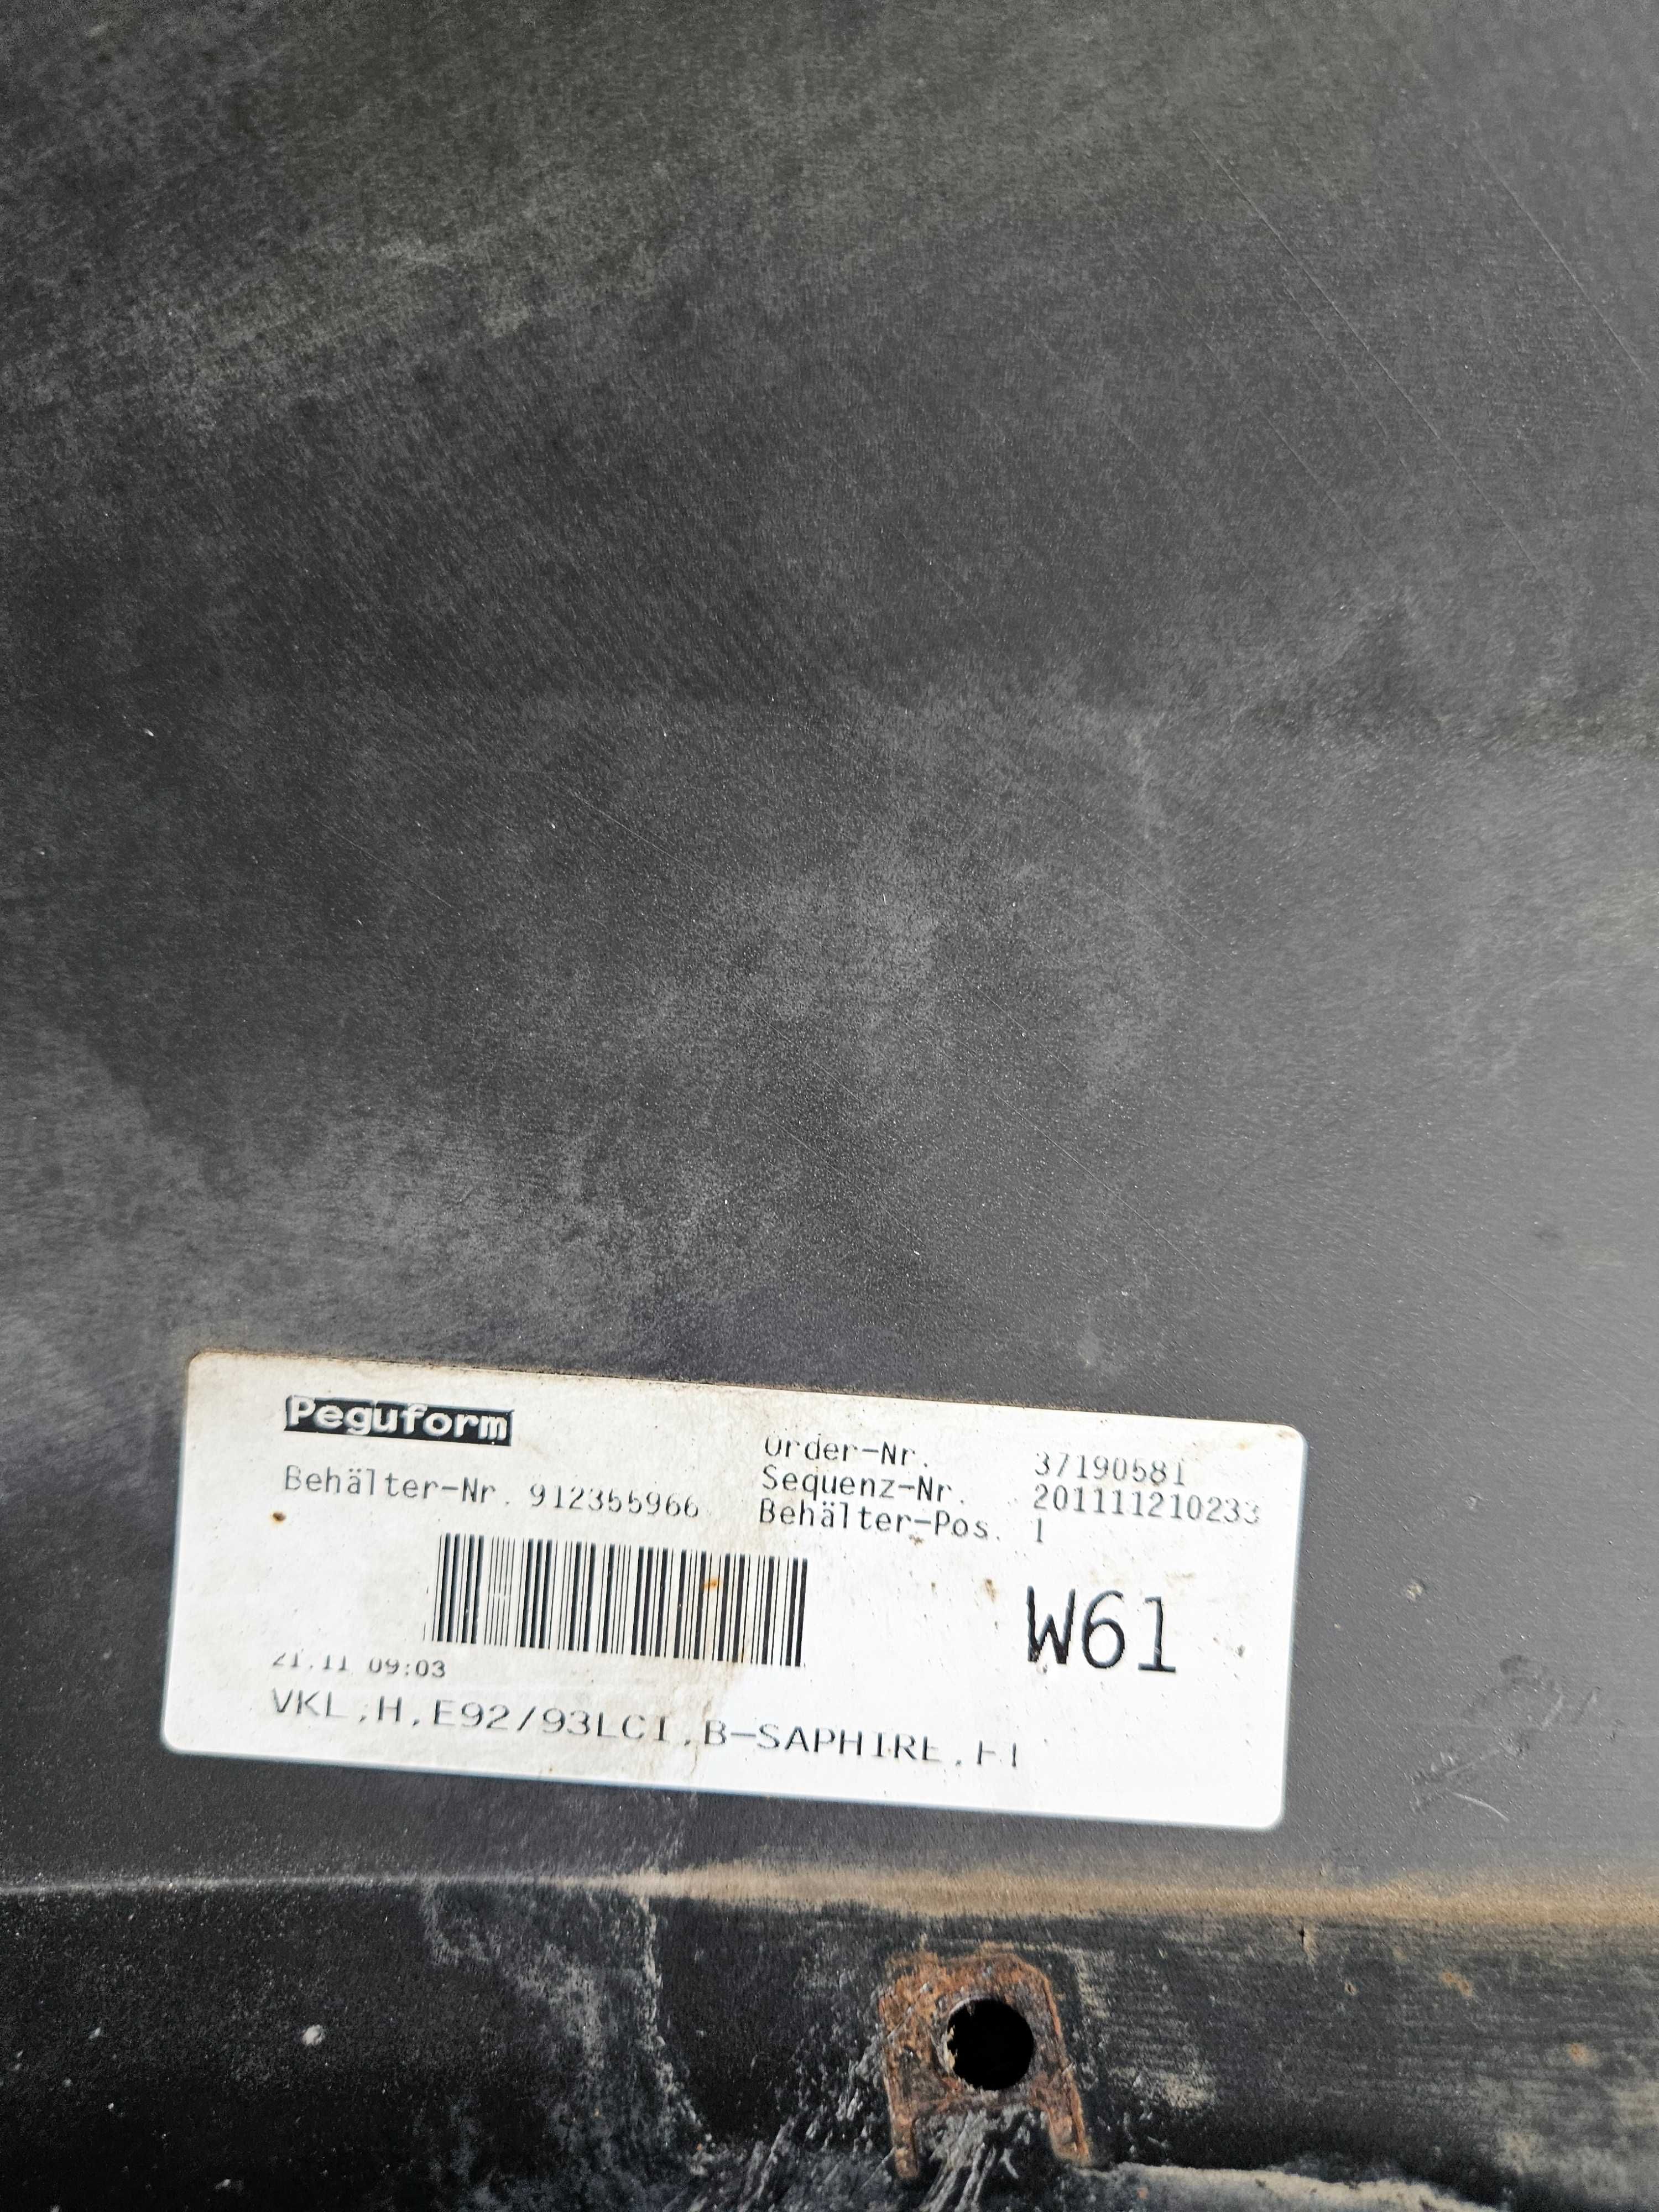 Peguform
Order-Nr. 37190581
Behälter-Nr. 912355966 Sequenz-Nr. 201111210233
Behälter-Pos. 1
W61
21.11 09:03
VKL,H,E92/93LCI,B-SAPHIRE,